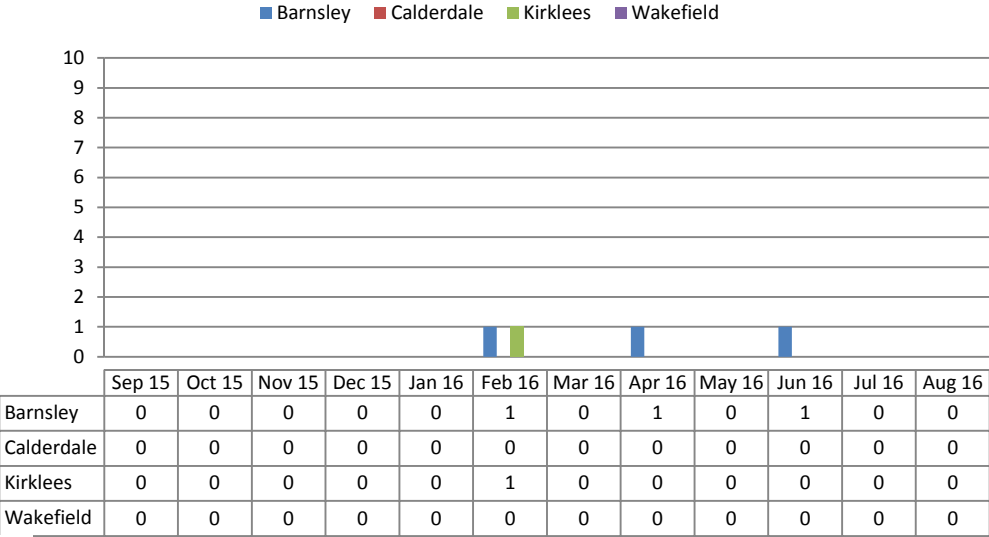 Barnsley Calderdale Kirklees Wakefield
10
9
8
7
6
5
4
3
2
1
0
Sep 15 Oct 15 Nov 15 Dec 15 Jan 16 Feb 16 Mar 16 Apr 16 May 16 Jun 16 Jul 16 Aug 16
Barnsley 0 0 0 0 0 1 0 1 0 1 0 0
Calderdale 0 0 0 0 0 0 0 0 0 0 0 0
Kirklees 0 0 0 0 0 1 0 0 0 0 0 0
Wakefield 0 0 0 0 0 0 0 0 0 0 0 0